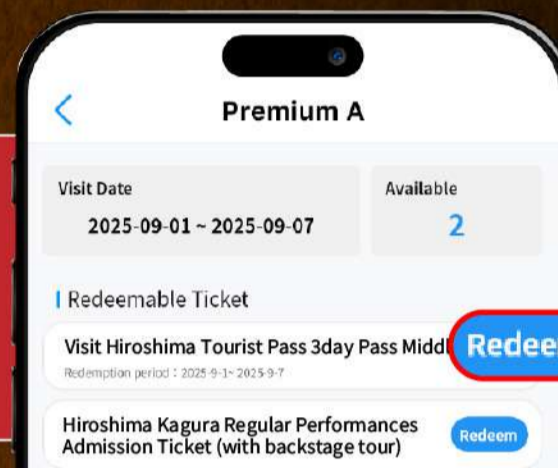 Premium A
Visit Date
Available
2025-09-01 ~ 2025-09-07
2
Redeemable Ticket
Visit Hiroshima Tourist Pass 3day Pass Middl
Redee
Redemption period : 2025-9-1~ 2025-9-7
Hiroshima Kagura Regular Performances
Admission Ticket (with backstage tour)
Redeem